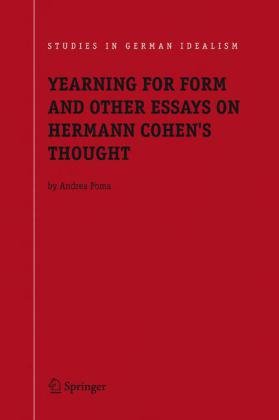 STUDIES IN GERMAN IDEALISM
YEARNING FOR FORM
AND OTHER ESSAYS ON
HERMANN COHEN'S
THOUGHT
by Andrea Poma
Springer